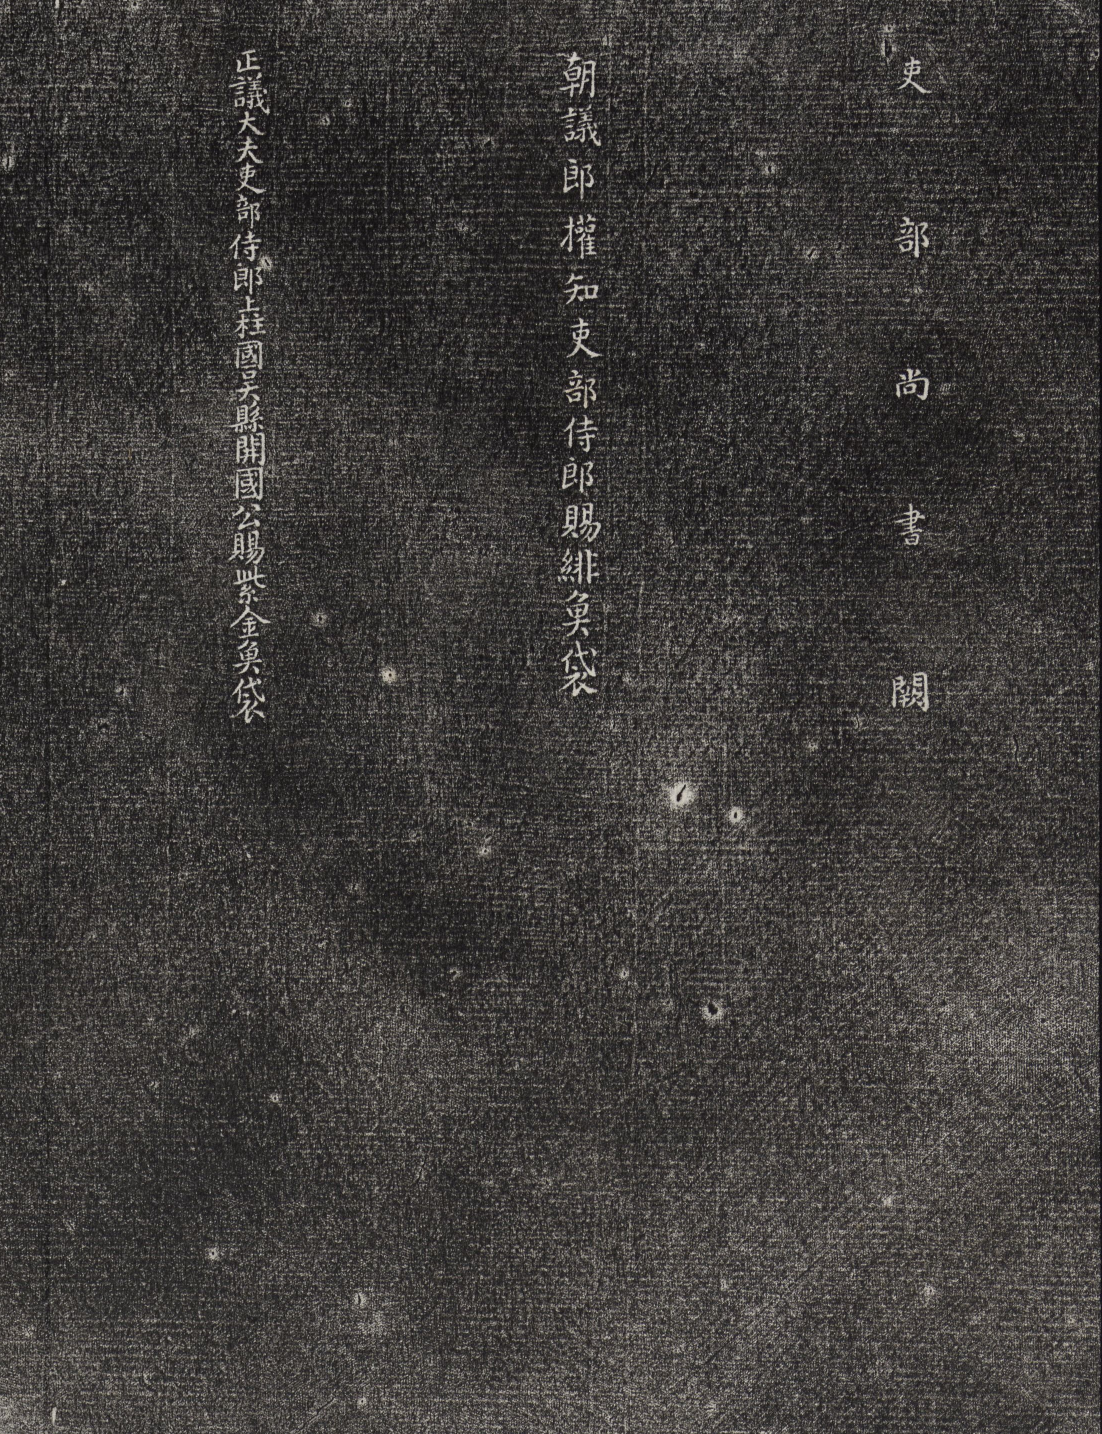 吏部尚書闕
朝議郎權知吏部侍郎賜緋魚袋
正議大夫吏部侍郎上柱國吳縣開國公賜紫金魚袋